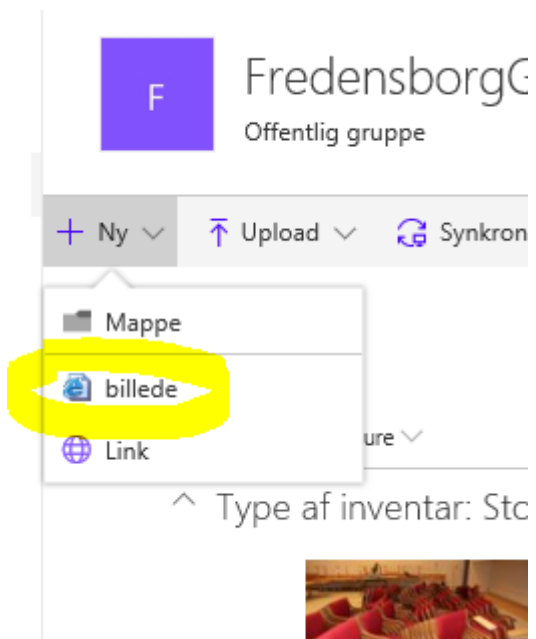 F
FredensborgG
Offentlig gruppe
Ny
Upload
Synkron
Mappe
billede
Link
ure
Type af inventar: Sto